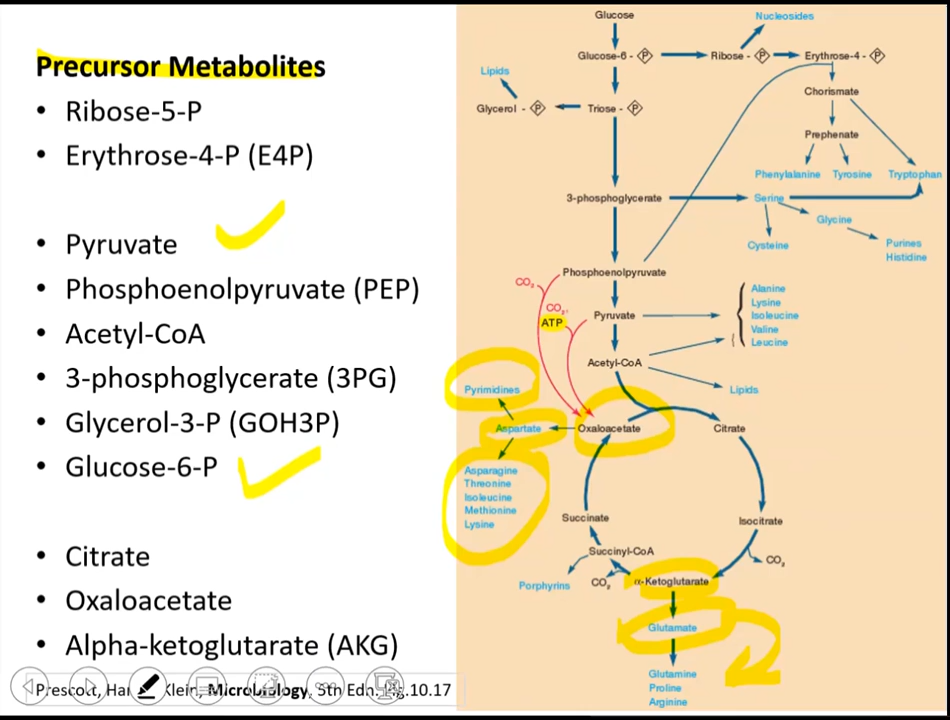 Precursor Metabolites
• Ribose-5-P
• Erythrose-4-P (E4P)
• Pyruvate
• Phosphoenolpyruvate (PEP)
• Acetyl-CoA
• 3-phosphoglycerate (3PG)
• Glycerol-3-P (GOH3P)
• Glucose-6-P
• Citrate
• Oxaloacetate
• Alpha-ketoglutarate (AKG)
Prescott, Klein, Microbiology, 5th Edn. 10.17
Glucose
Nucleosides
Glucose-6 - P
Ribose - P
Erythrose-4 - P
Lipids
Chorismate
Glycerol - P
Triose - P
Prephenate
Phenylalanine
Tyrosine
Tryptophan
3-phosphoglycerate
Serine
Glycine
Cysteine
Purines
Histidine
Phosphoenolpyruvate
CO2
CO2,
ATP
Pyruvate
Alanine
Lysine
Isoleucine
Valine
Leucine
Acetyl-CoA
Lipids
Pyrimidines
Aspartate
Oxaloacetate
Citrate
Asparagine
Threonine
Isoleucine
Methionine
Lysine
Succinate
Isocitrate
Succinyl-CoA
CO2
Porphyrins
CO2
α-Ketoglutarate
Glutamate
Glutamine
Proline
Arginine